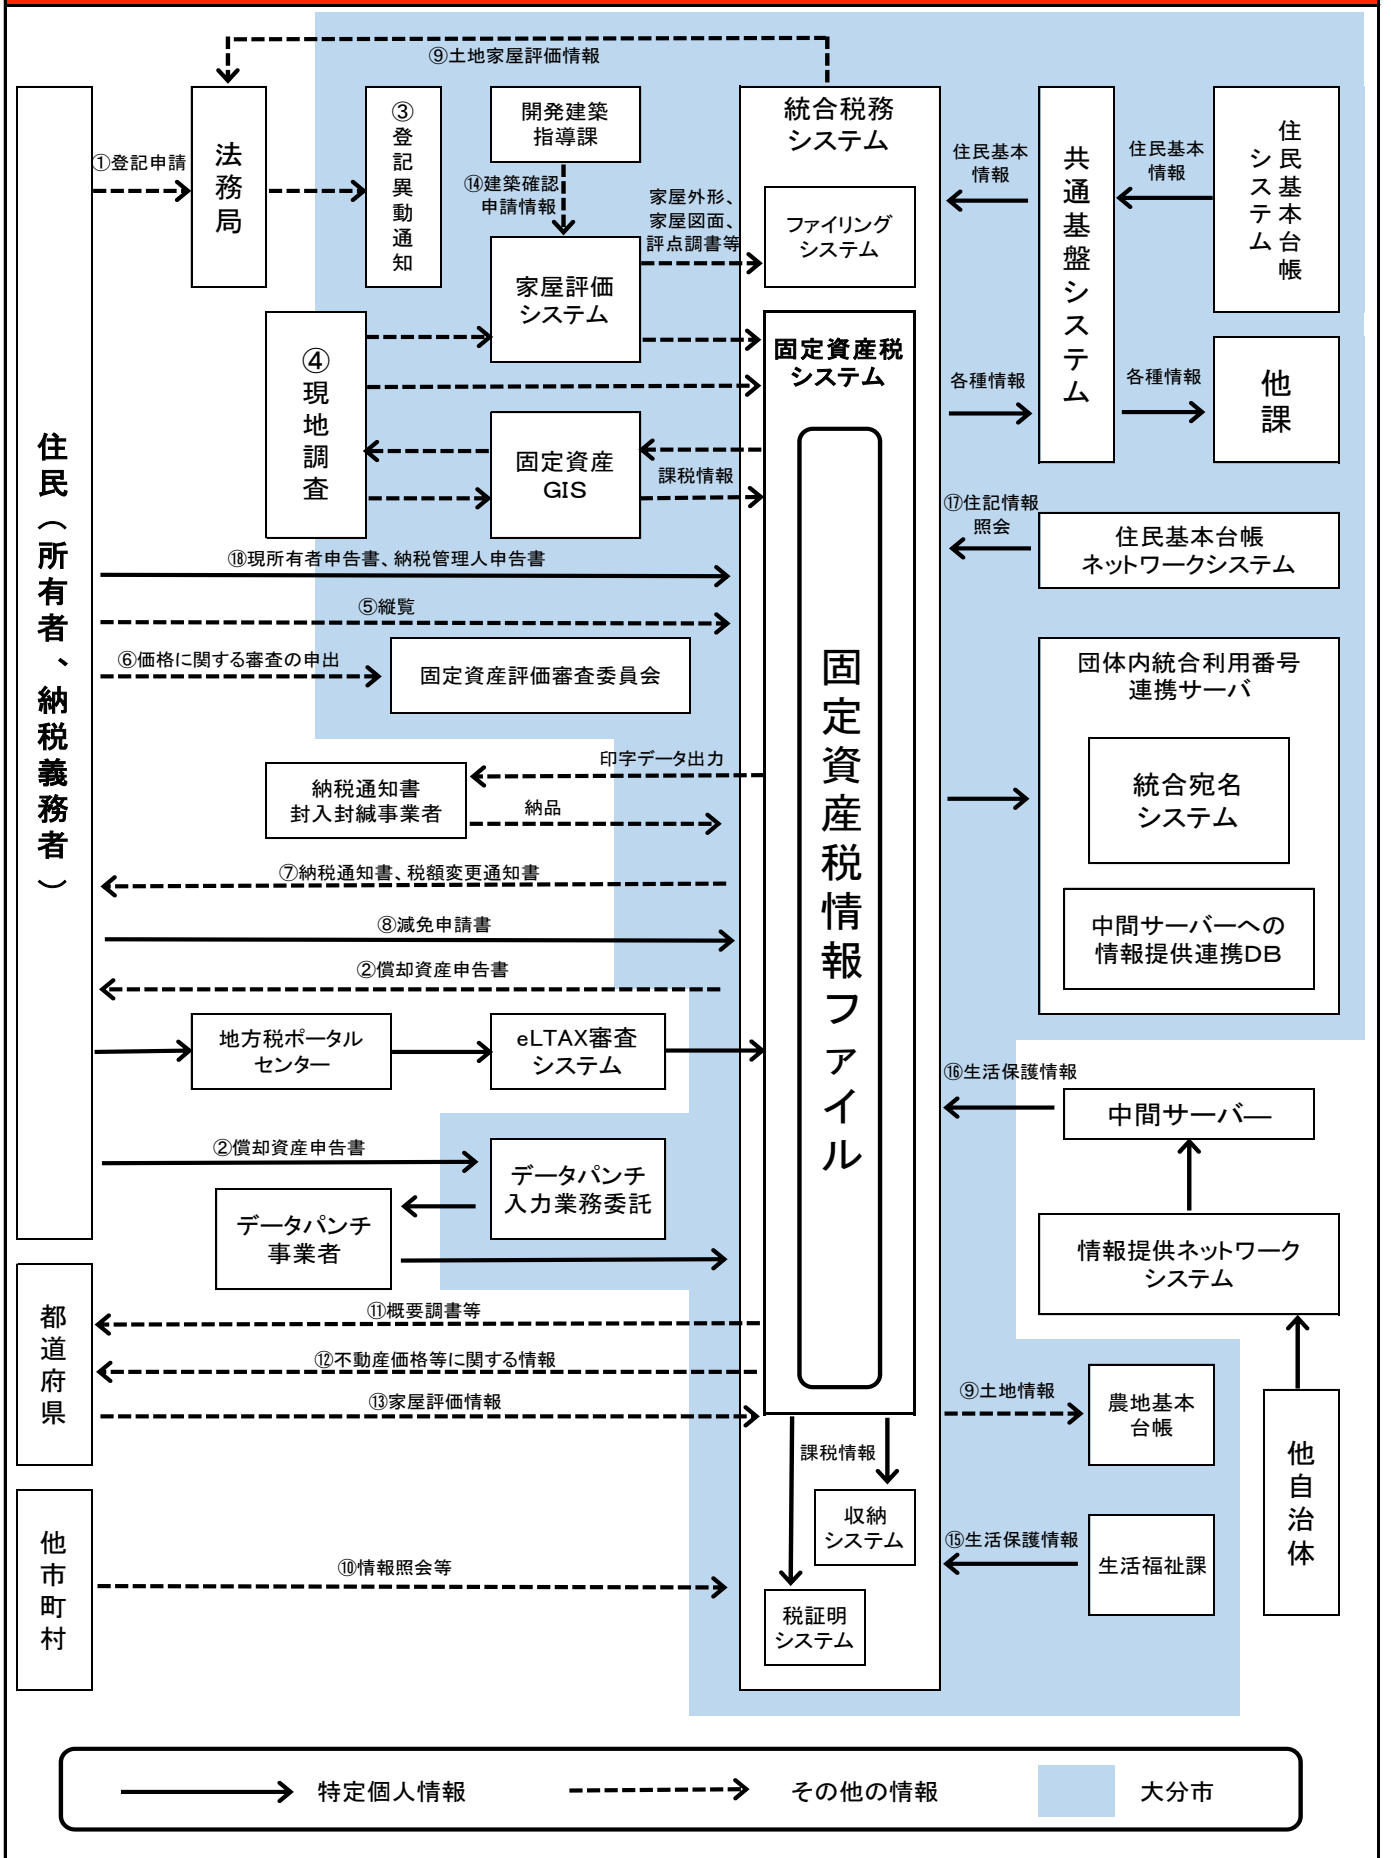 ⑨土地家屋評価情報
住民（所有者、納税義務者）
①登記申請
法務局
③登記異動通知
開発建築
指導課
⑭建築確認
申請情報
家屋評価
システム
家屋外形、
家屋図面、
評点調書等
統合税務
システム
ファイリング
システム
住民基本
情報
共通基盤システム
住民基本
情報
住民基本台帳
システム
④現地調査
固定資産税
システム
固定資産税情報ファイル
各種情報
各種情報
他課
固定資産
GIS
課税情報
⑰住記情報
照会
住民基本台帳
ネットワークシステム
⑱現所有者申告書、納税管理人申告書
⑤縦覧
⑥価格に関する審査の申出
固定資産評価審査委員会
団体内統合利用番号
連携サーバ
統合宛名
システム
中間サーバーへの
情報提供連携DB
印字データ出力
納税通知書
封入封緘事業者
納品
⑦納税通知書、税額変更通知書
⑧減免申請書
②償却資産申告書
地方税ポータル
センター
eLTAX審査
システム
⑯生活保護情報
中間サーバ―
②償却資産申告書
データパンチ
入力業務委託
データパンチ
事業者
情報提供ネットワーク
システム
都道府県
⑪概要調書等
⑫不動産価格等に関する情報
⑬家屋評価情報
⑨土地情報
農地基本
台帳
他自治体
課税情報
収納
システム
⑮生活保護情報
生活福祉課
他市町村
⑩情報照会等
税証明
システム
特定個人情報
その他の情報
大分市